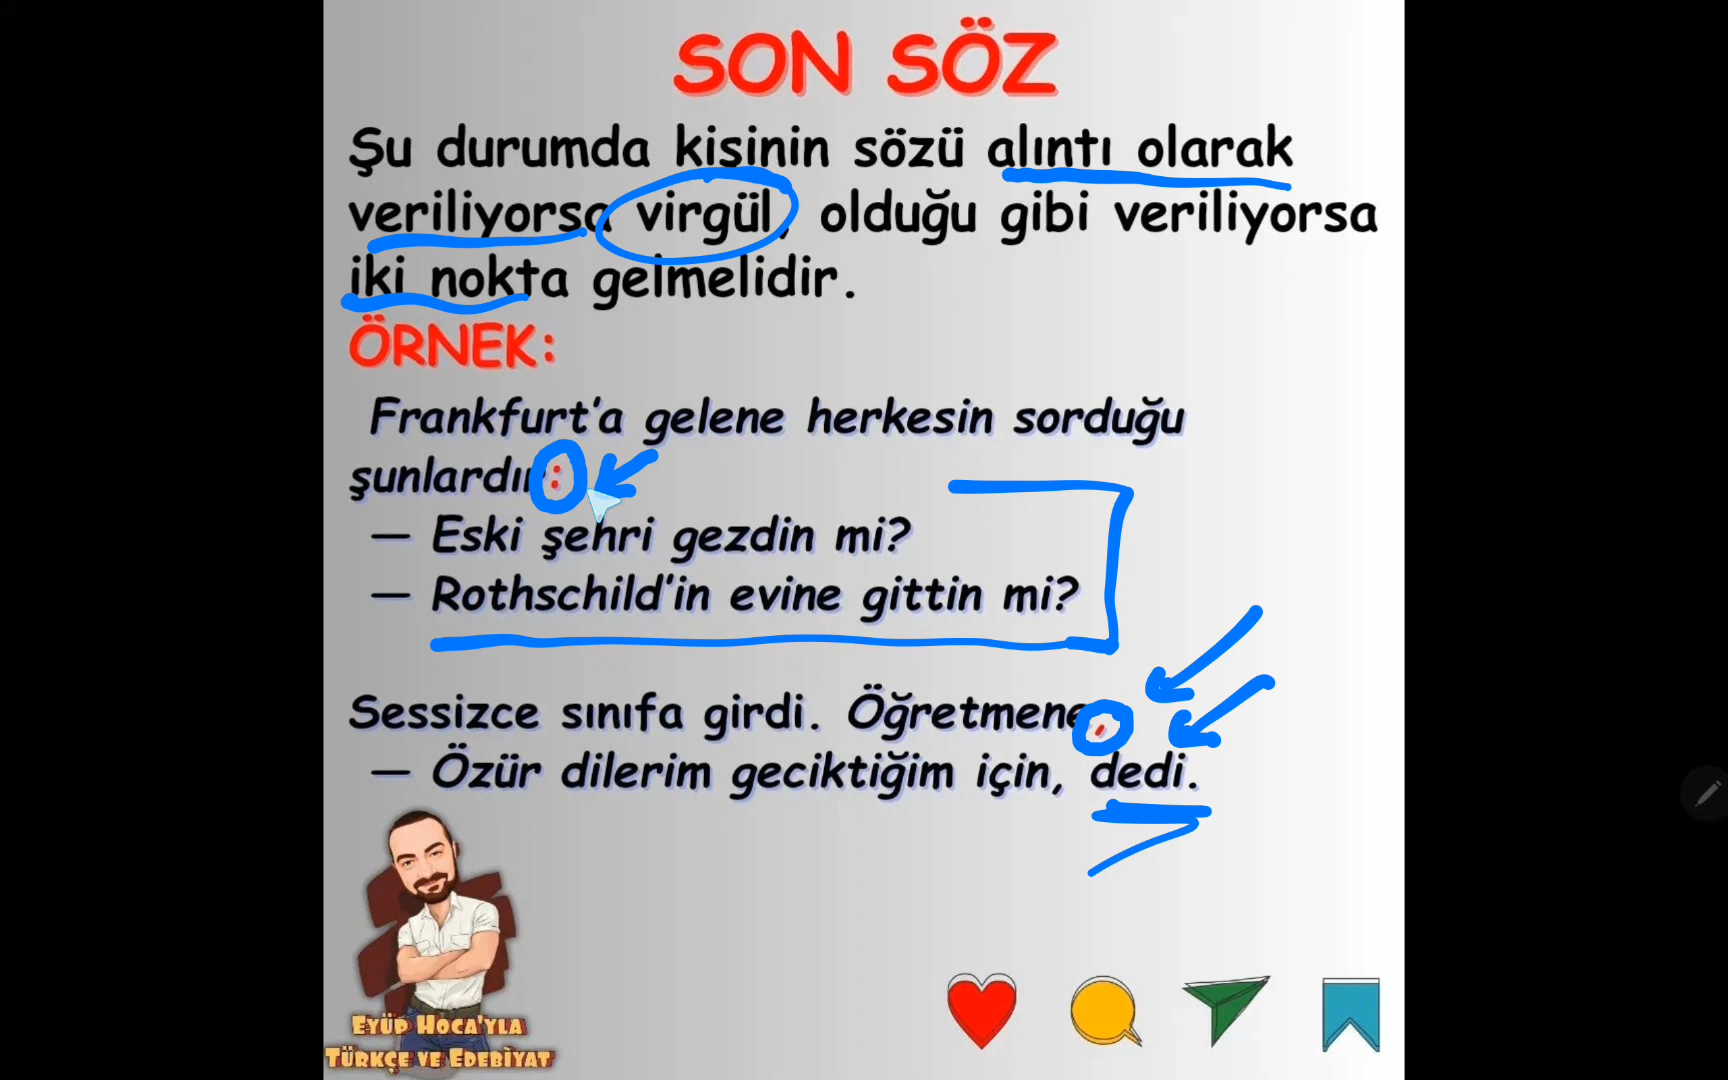 SON SÖZ
Şu durumda kişinin sözü alıntı olarak
veriliyorsa virgül, olduğu gibi veriliyorsa
iki nokta gelmelidir.
ÖRNEK:
Frankfurt'a gelene herkesin sorduğu
şunlardır:
— Eski şehri gezdin mi?
— Rothschild'in evine gittin mi?
Sessizce sınıfa girdi. Öğretmene,
— Özür dilerim geciktiğim için, dedi.
EYÜP HOCA'YLA
TÜRKÇE VE EDEBİYAT